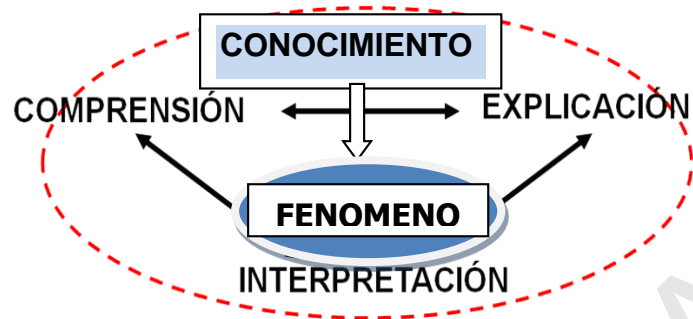 CONOCIMIENTO
COMPRENSIÓN
EXPLICACIÓN
FENOMENO
INTERPRETACIÓN